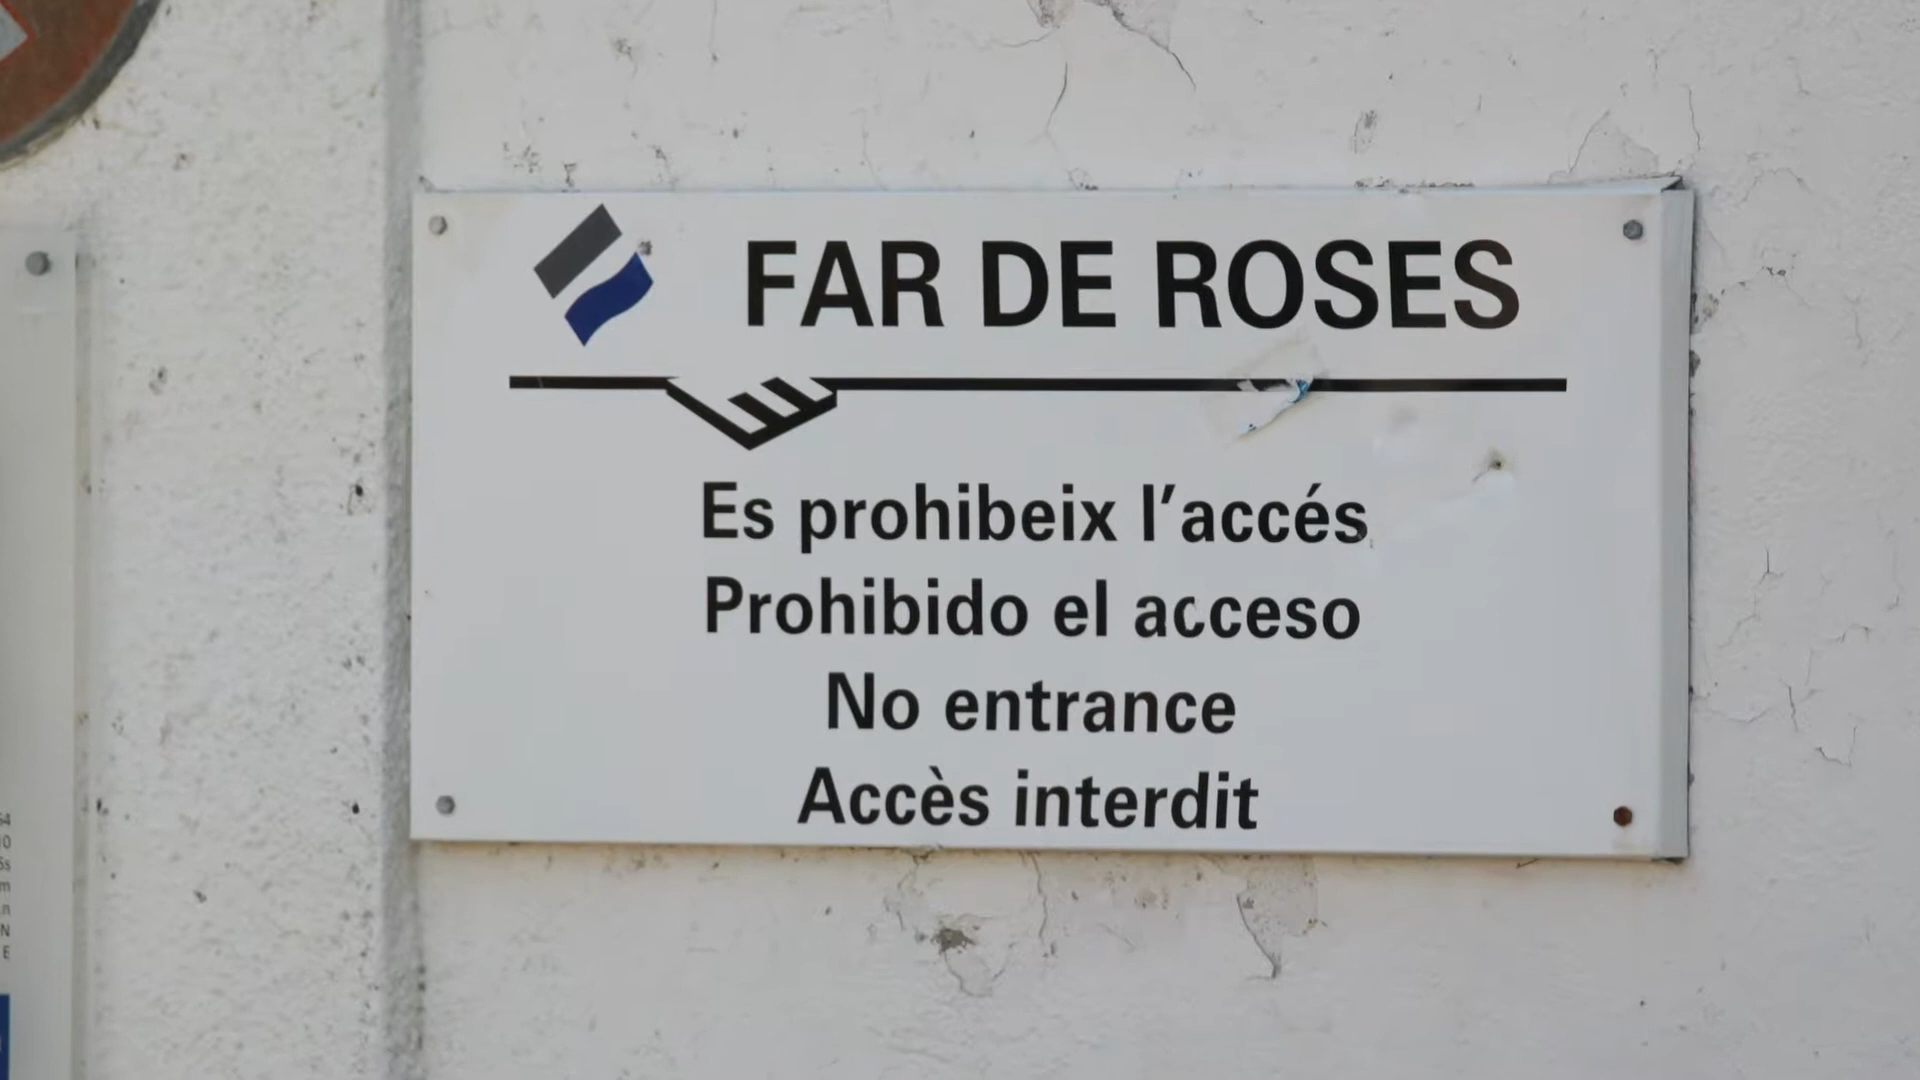 FAR DE ROSES
Es prohibeix l'accés
Prohibido el acceso
No entrance
Accès interdit